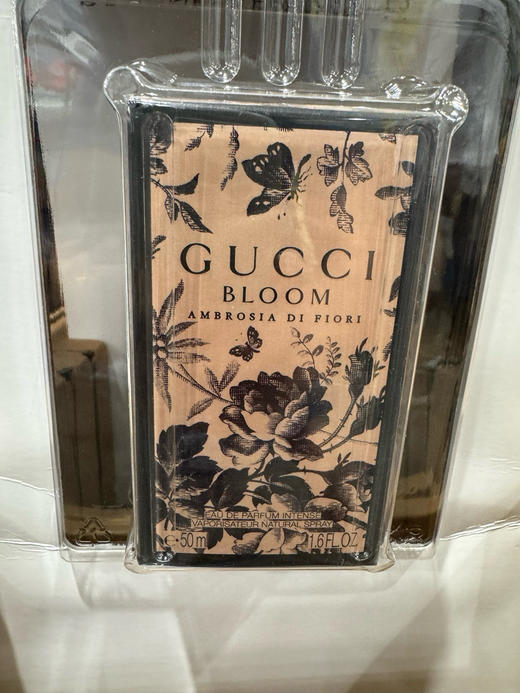 GUCCI
BLOOM
AMBROSIA DI FIORI
EAU DE PARFUM INTENSE
VAPORISATEUR NATURAL SPRAY
e 50 ml 1.6 FL.OZ